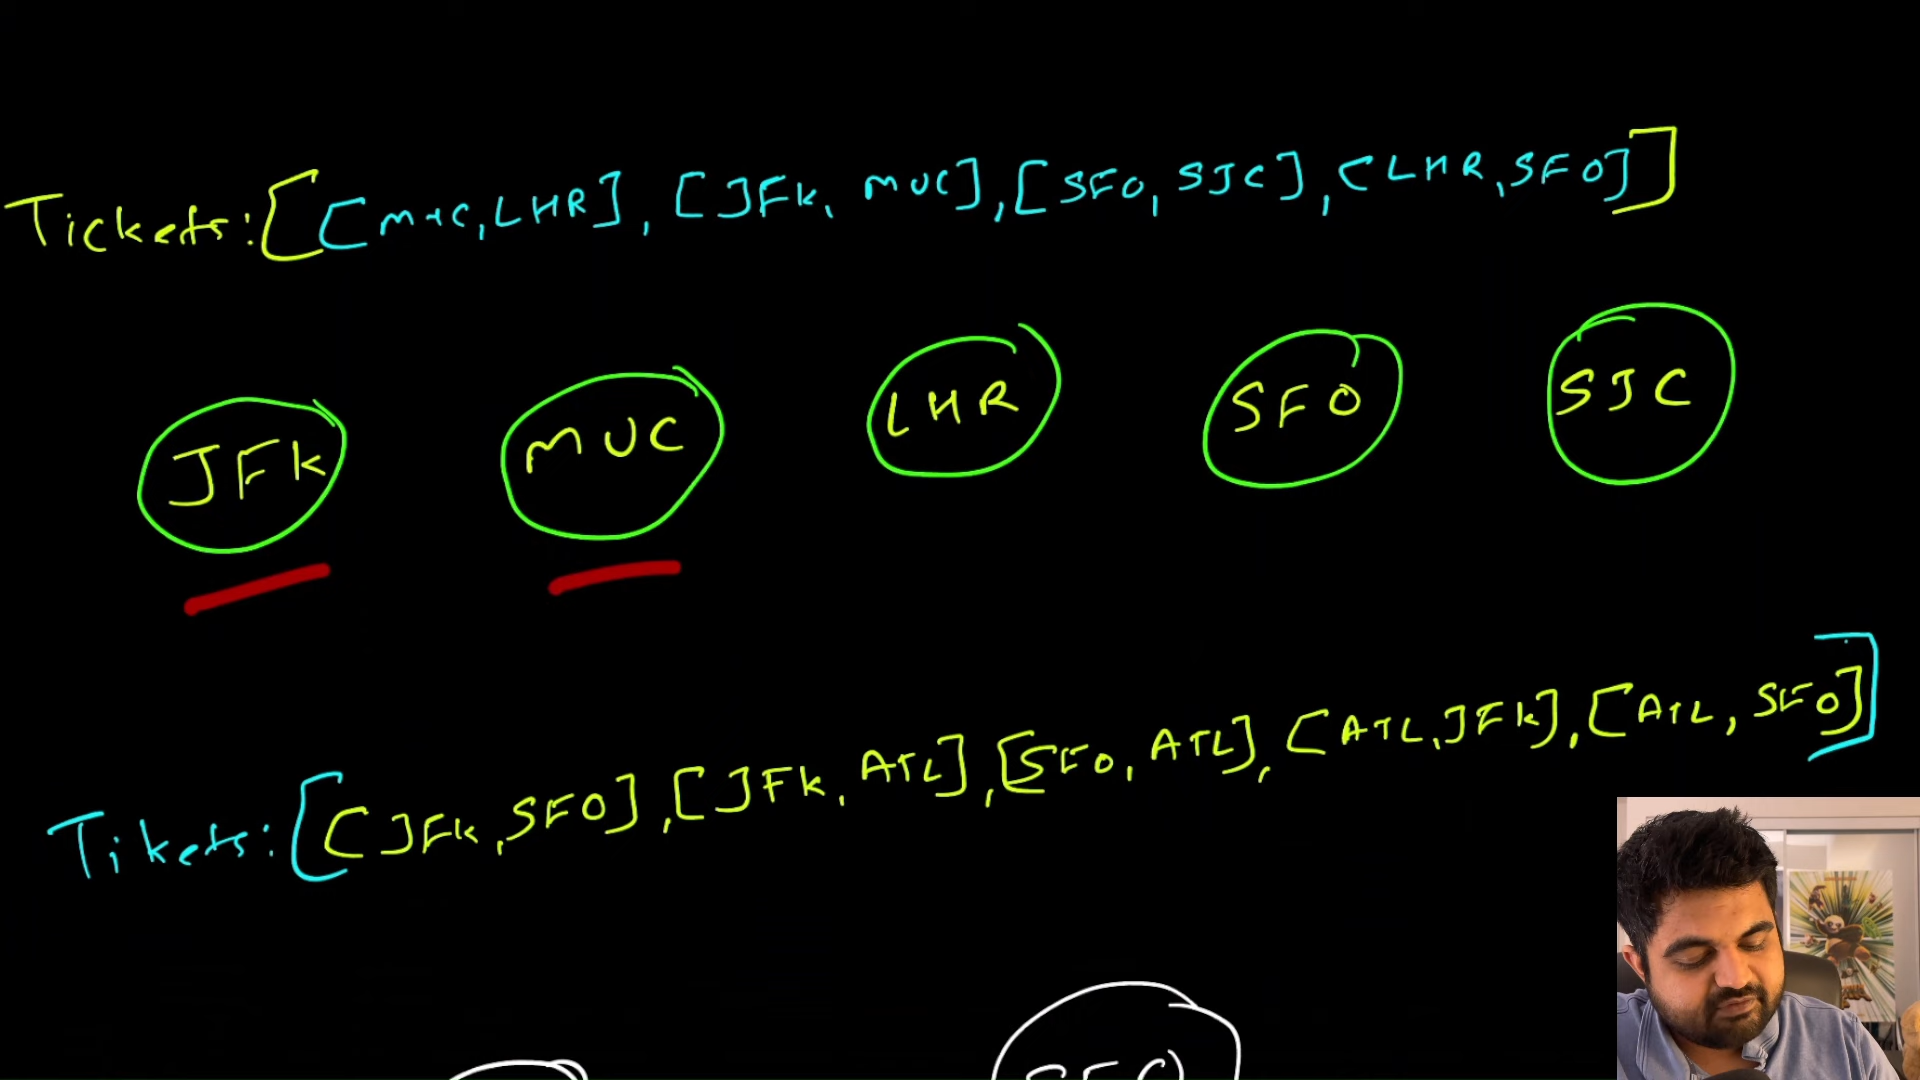 Tickets: [[MUC, LHR], [JFK, MUC], [SFO, SJC], [LHR, SFO]]
JFK MUC LHR SFO SJC
Tikets: [[JFK, SFO], [JFK, ATL], [SFO, ATL], [ATL, JFK], [ATL, SFO]]
SFO